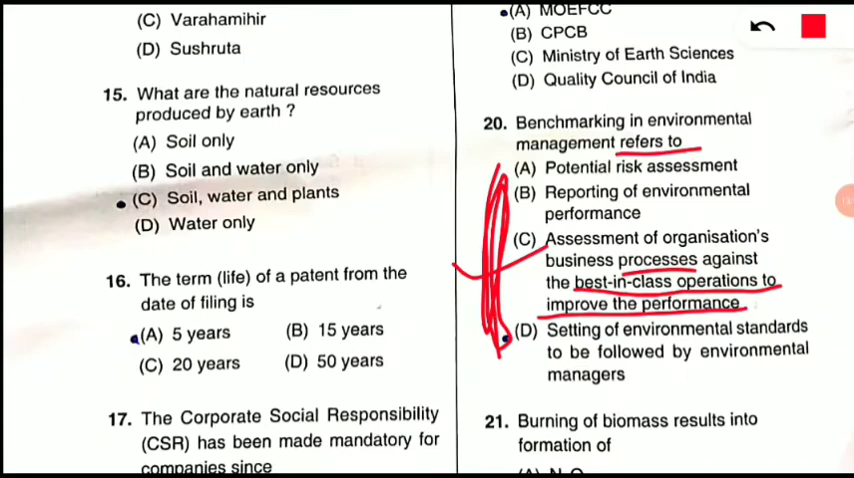 (C) Varahamihir
(D) Sushruta
15. What are the natural resources
produced by earth ?
(A) Soil only
(B) Soil and water only
(C) Soil, water and plants
(D) Water only
16. The term (life) of a patent from the
date of filing is
(A) 5 years (B) 15 years
(C) 20 years (D) 50 years
17. The Corporate Social Responsibility
(CSR) has been made mandatory for
companies since
(A) MOEFCC
(B) CPCB
(C) Ministry of Earth Sciences
(D) Quality Council of India
20. Benchmarking in environmental
management refers to
(A) Potential risk assessment
(B) Reporting of environmental
performance
(C) Assessment of organisation's
business processes against
the best-in-class operations to
improve the performance
(D) Setting of environmental standards
to be followed by environmental
managers
21. Burning of biomass results into
formation of